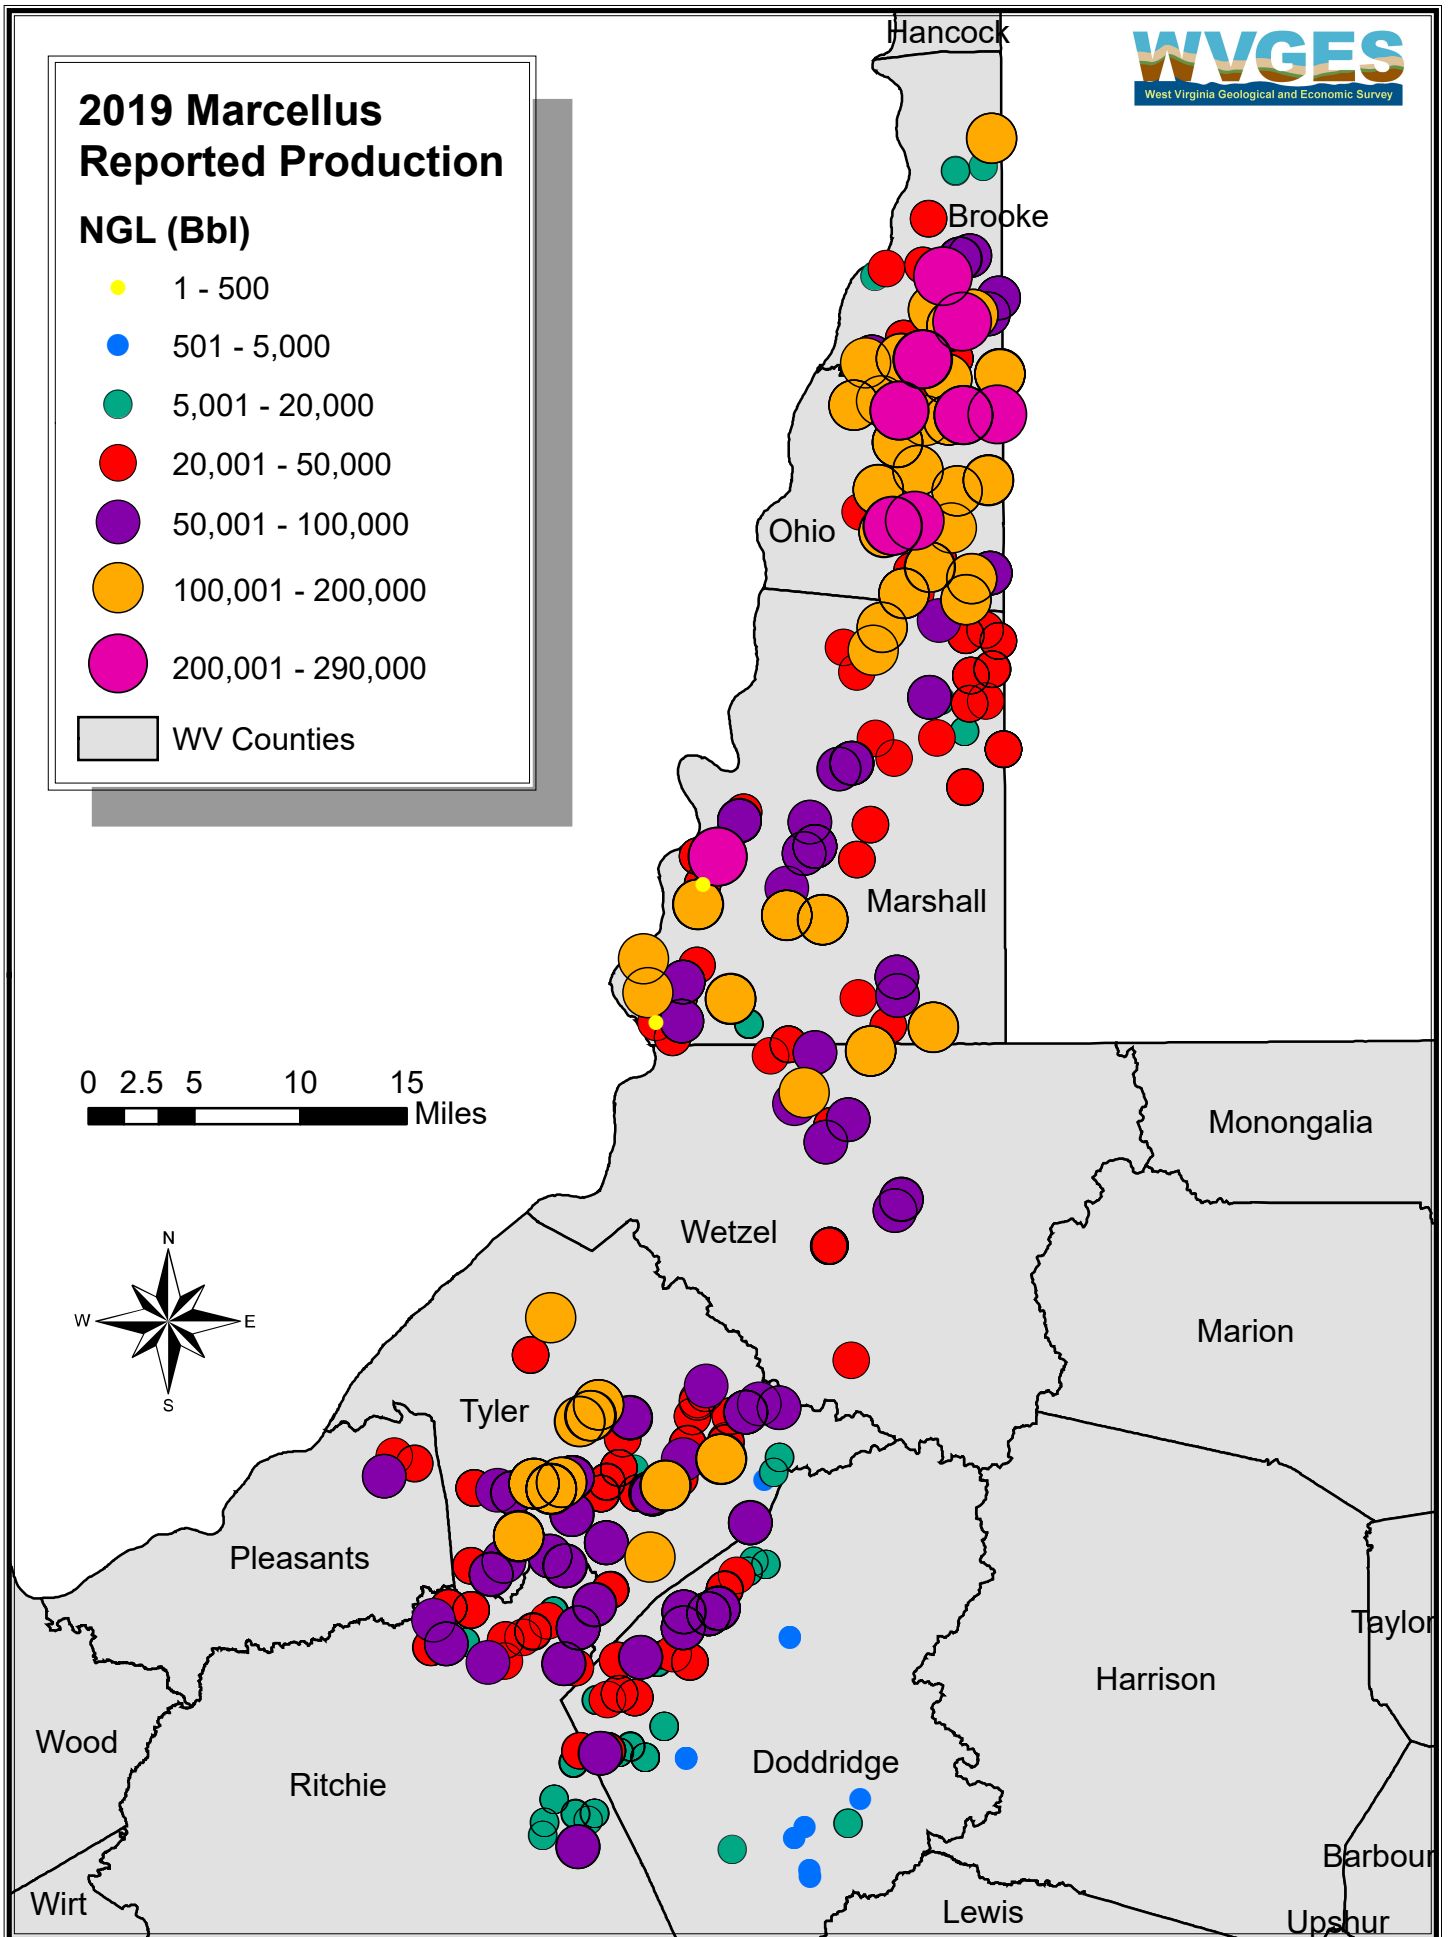 Hancock
WVGES
West Virginia Geological and Economic Survey
2019 Marcellus
Reported Production
NGL (Bbl)
1 - 500
501 - 5,000
5,001 - 20,000
20,001 - 50,000
50,001 - 100,000
100,001 - 200,000
200,001 - 290,000
WV Counties
Brooke
Ohio
Marshall
0 2.5 5 10 15
Miles
Monongalia
Wetzel
N
W E
S
Marion
Tyler
Pleasants
Taylor
Harrison
Wood
Doddridge
Ritchie
Barbour
Wirt
Lewis
Upshur